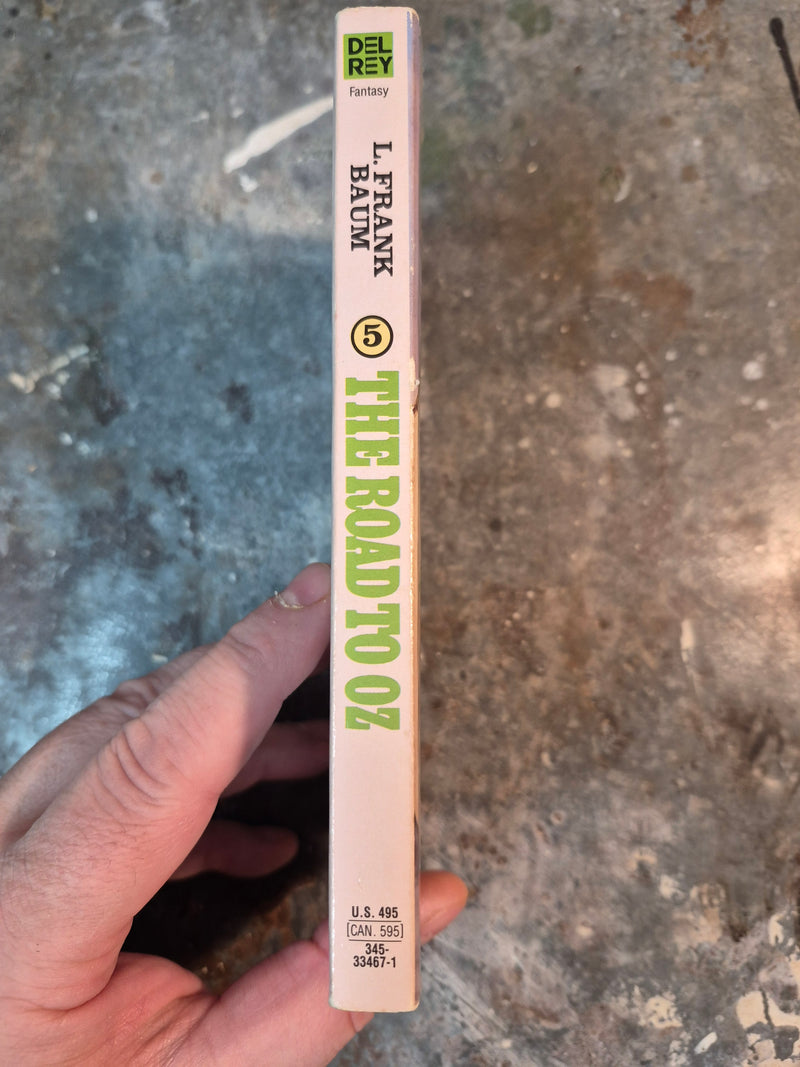 DEL
REY
Fantasy
L. FRANK
BAUM
5
THE ROAD TO OZ
U.S. 495
[CAN. 595]
345-
33467-1